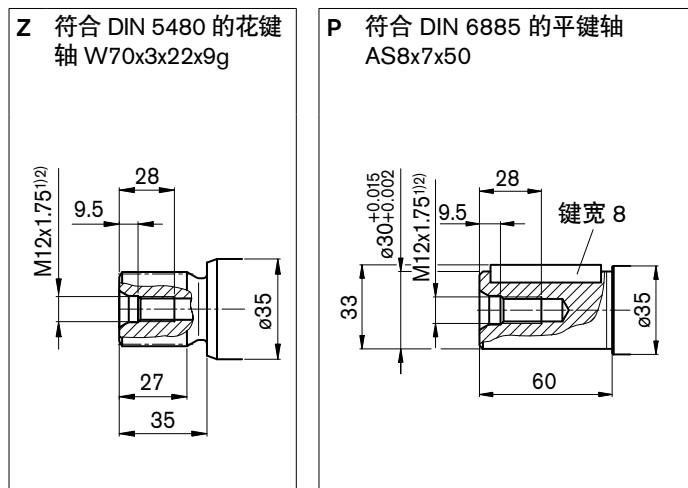 Z 符合 DIN 5480 的花键
轴 W70x3x22x9g
M12x1.75¹⁾²⁾
28
9.5
ø35
27
35
P 符合 DIN 6885 的平键轴
AS8x7x50
ø30+0.015
+0.002
M12x1.75¹⁾²⁾
28
9.5
键宽 8
33
ø35
60